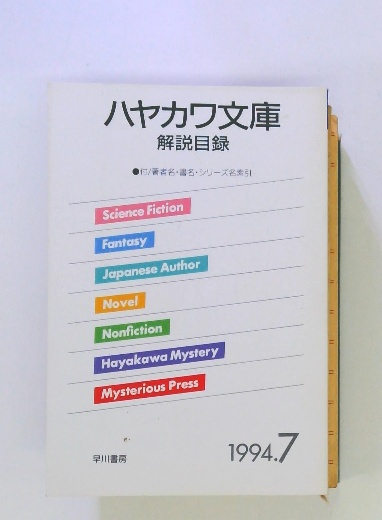 ハヤカワ文庫
解説目録
●付/著者名・書名・シリーズ名索引
Science Fiction
Fantasy
Japanese Author
Novel
Nonfiction
Hayakawa Mystery
Mysterious Press
早川書房
1994.7